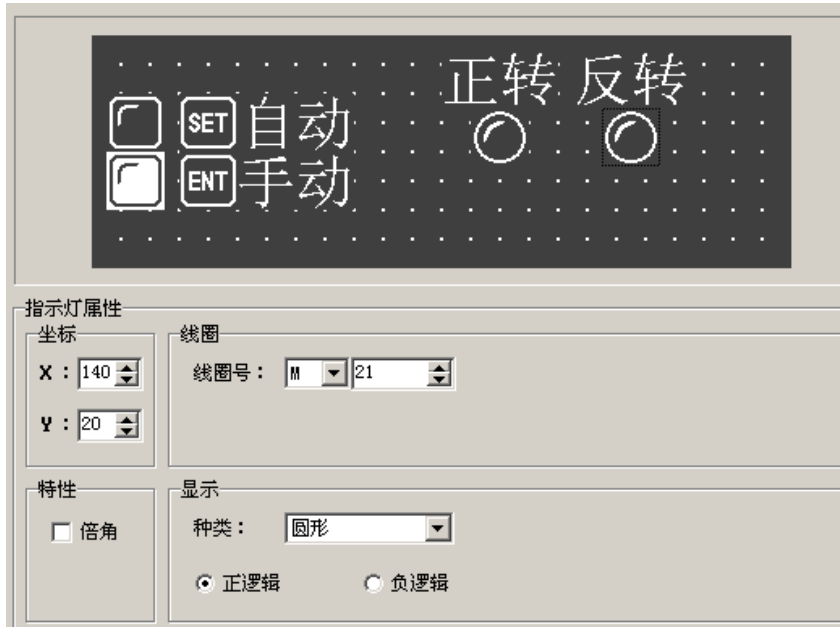 正转 反转
SET 自动
ENT 手动
指示灯属性
坐标
X：140
Y：20
线圈
线圈号： M 21
特性
倍角
显示
种类： 圆形
正逻辑 负逻辑